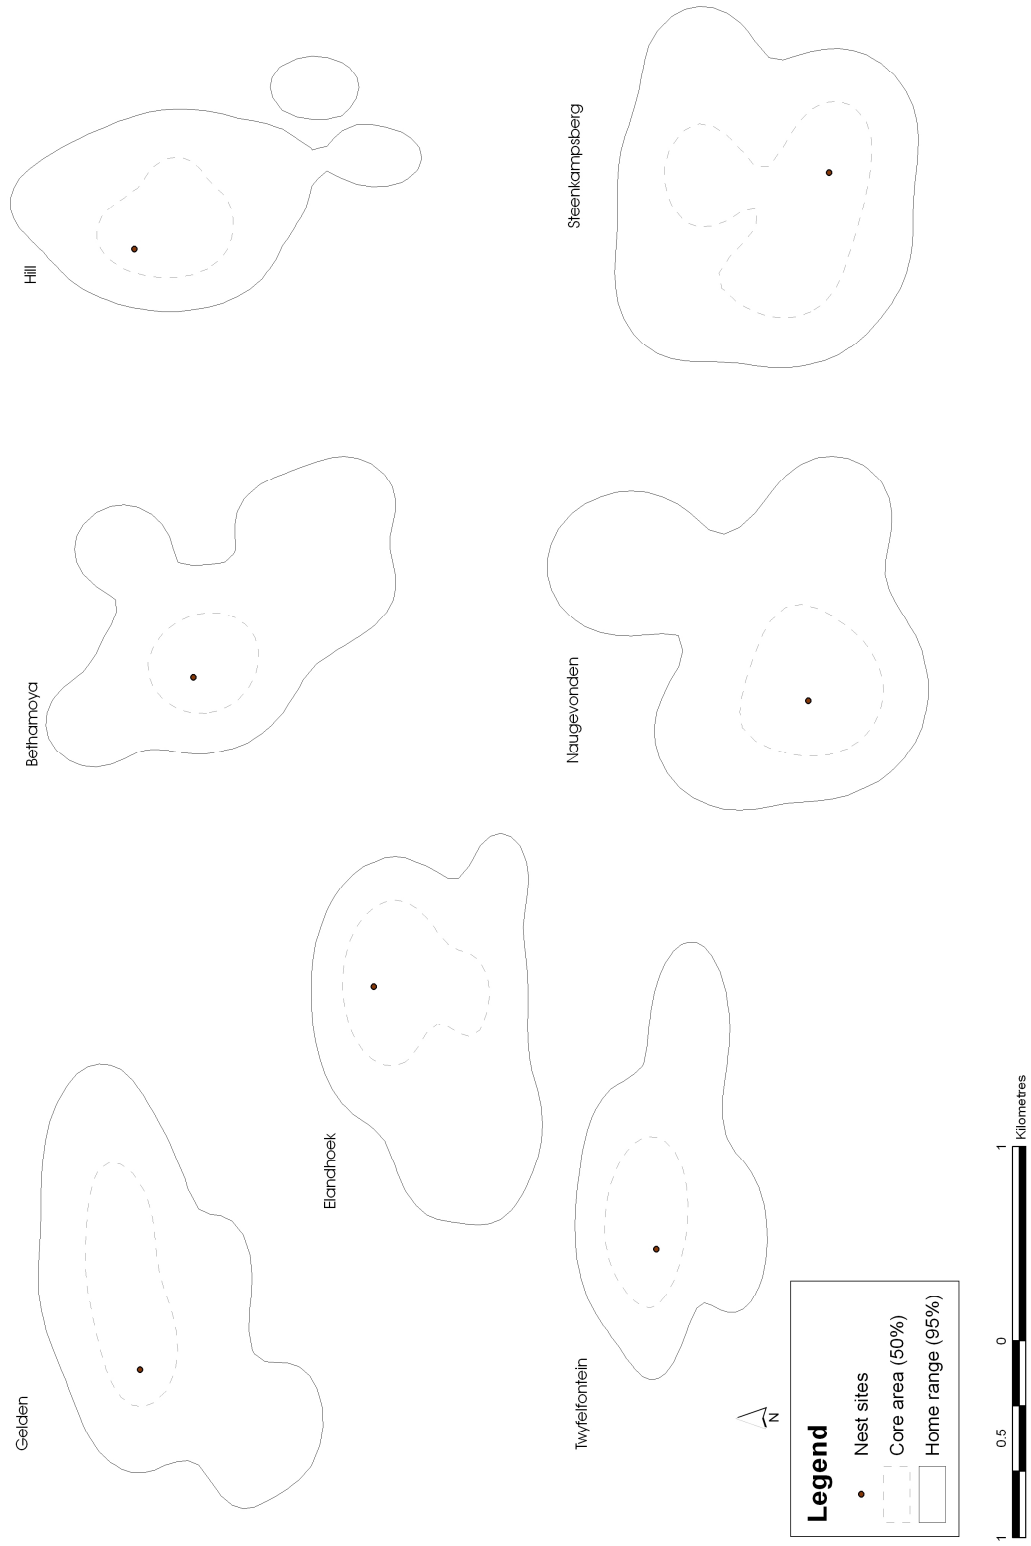 Gelden
Bethamoya
Hill
Elandhoek
Twyfelfontein
Naugevonden
Steenkampsberg
N
Legend
Nest sites
Core area (50%)
Home range (95%)
1 0.5 0 1
Kilometres